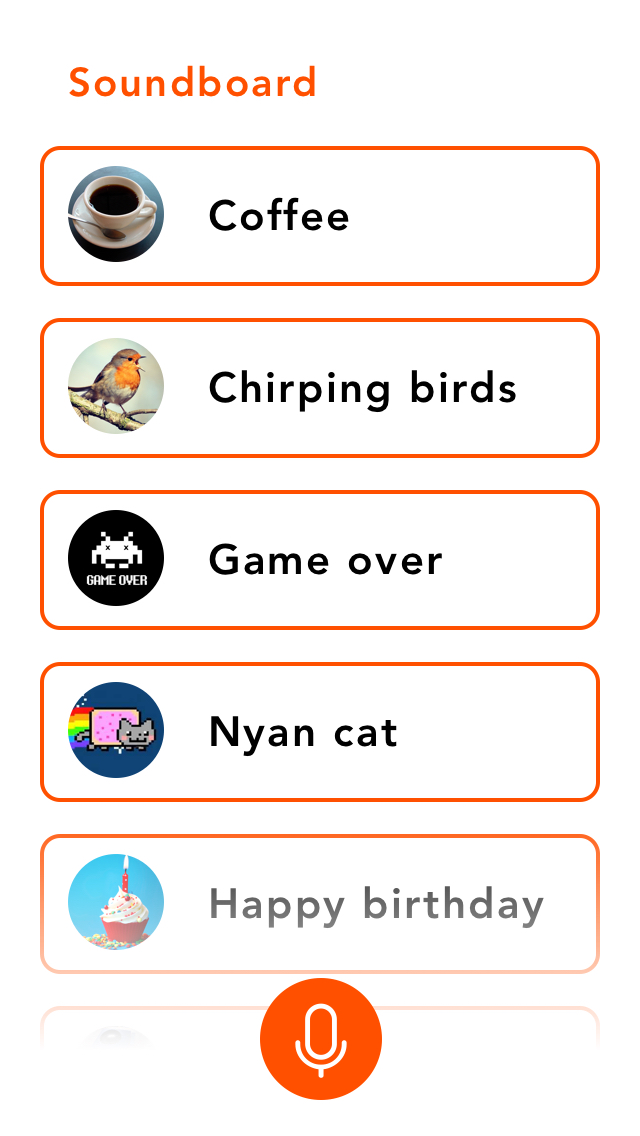 Soundboard
Coffee
Chirping birds
GAME OVER
Game over
Nyan cat
Happy birthday